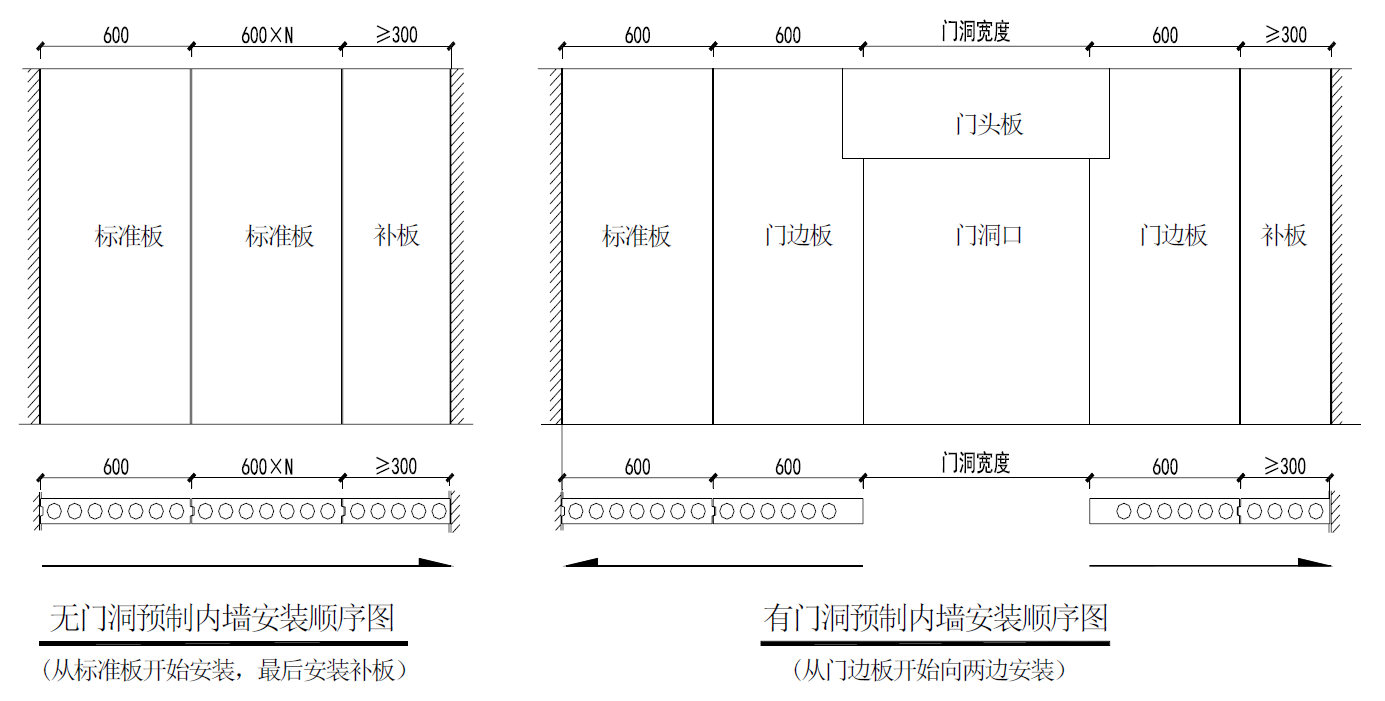 600 600×N ≥300
标准板 标准板 补板
600 600×N ≥300
无门洞预制内墙安装顺序图
（从标准板开始安装，最后安装补板）
600 600 门洞宽度 600 ≥300
门头板
标准板 门边板 门洞口 门边板 补板
600 600 门洞宽度 600 ≥300
有门洞预制内墙安装顺序图
（从门边板开始向两边安装）